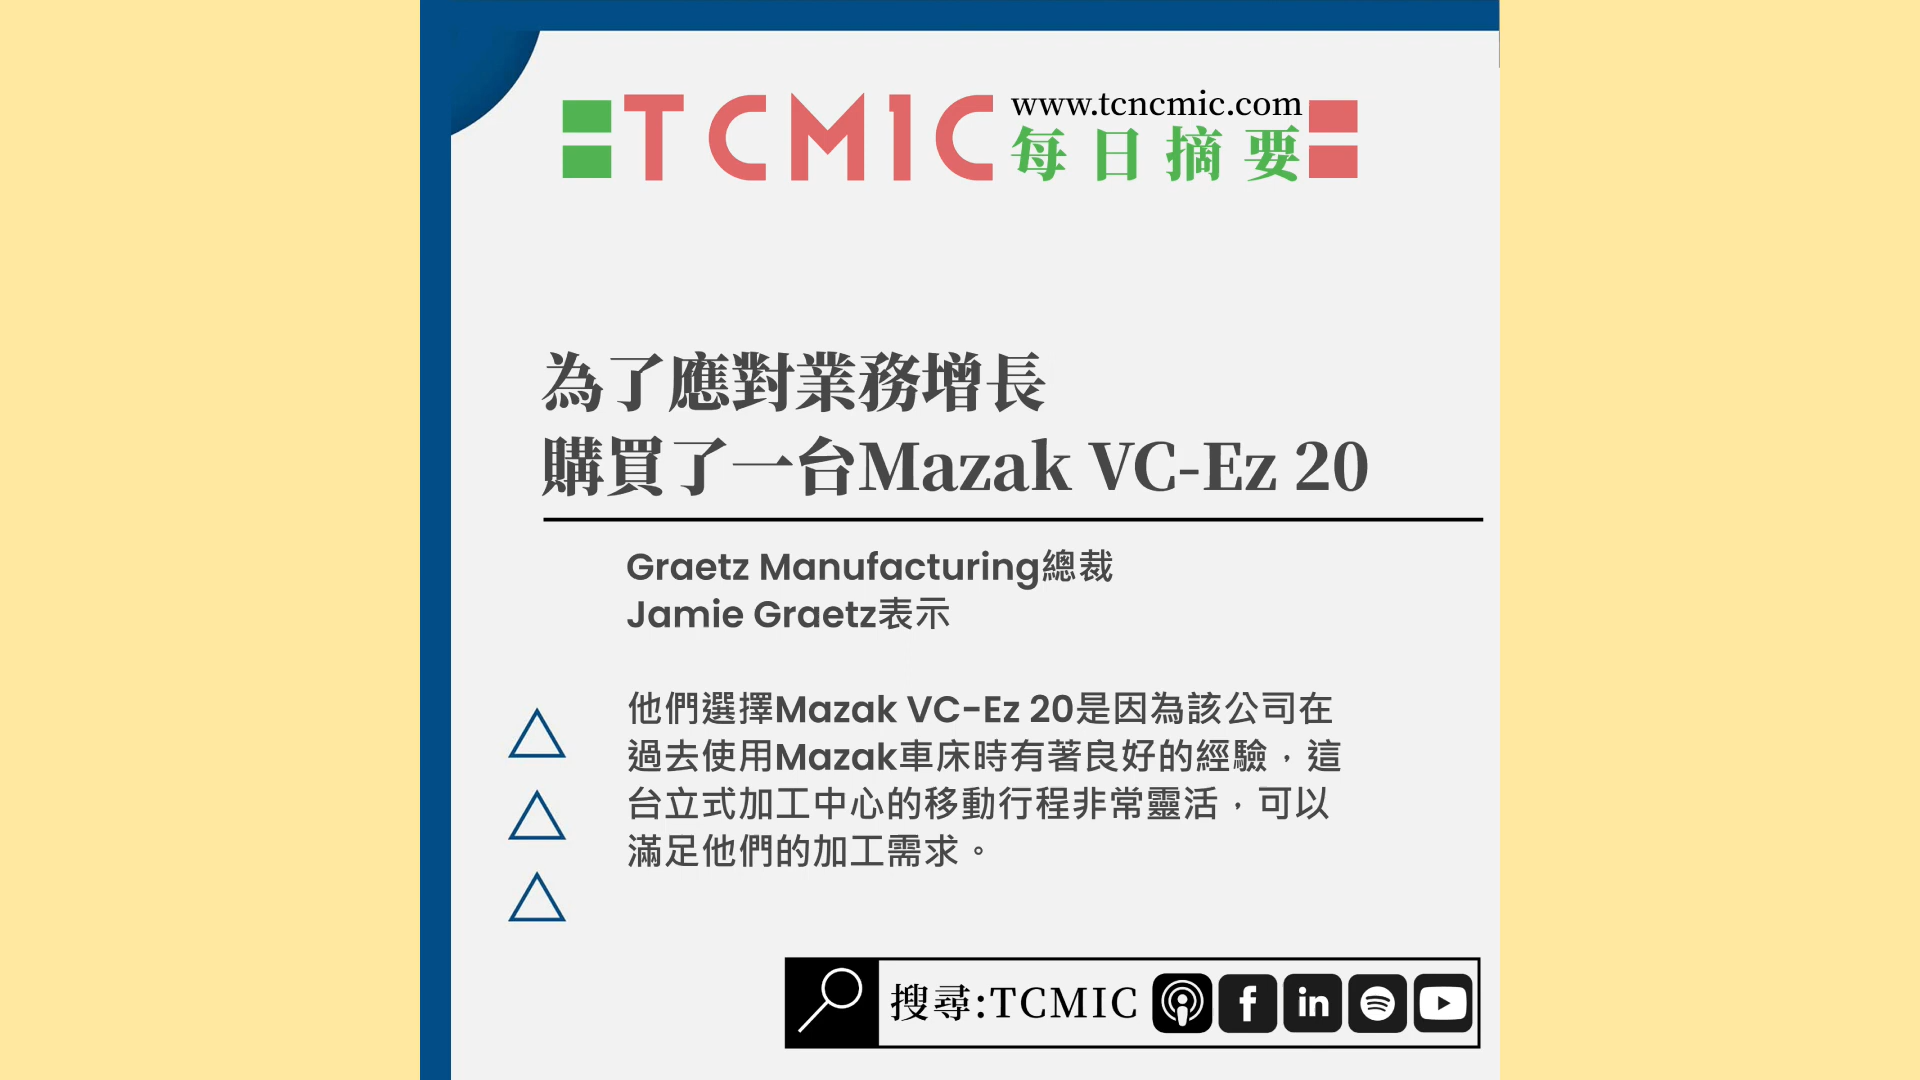 TCMIC
www.tcncmic.com
每日摘要
為了應對業務增長
購買了一台Mazak VC-Ez 20
Graetz Manufacturing總裁
Jamie Graetz表示
他們選擇Mazak VC-Ez 20是因為該公司在
過去使用Mazak車床時有著良好的經驗，這
台立式加工中心的移動行程非常靈活，可以
滿足他們的加工需求。
搜尋:TCMIC